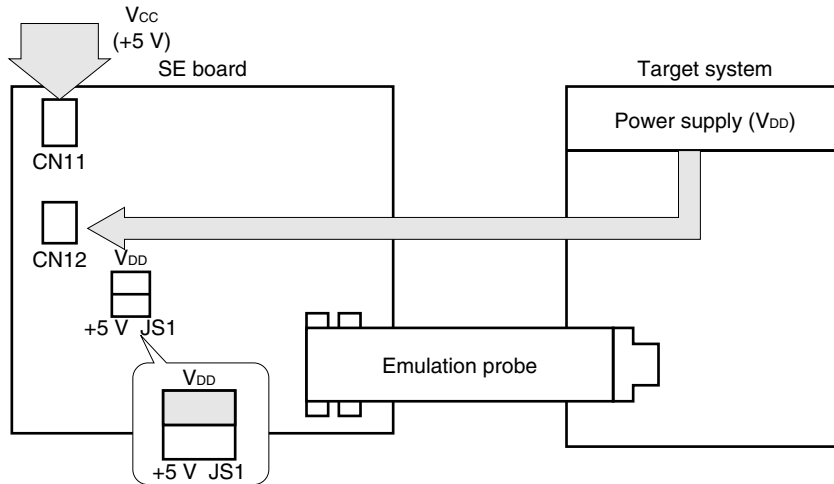 VCC
(+5 V)
SE board
Target system
Power supply (VDD)
CN11
CN12
VDD
+5 V JS1
Emulation probe
VDD
+5 V JS1